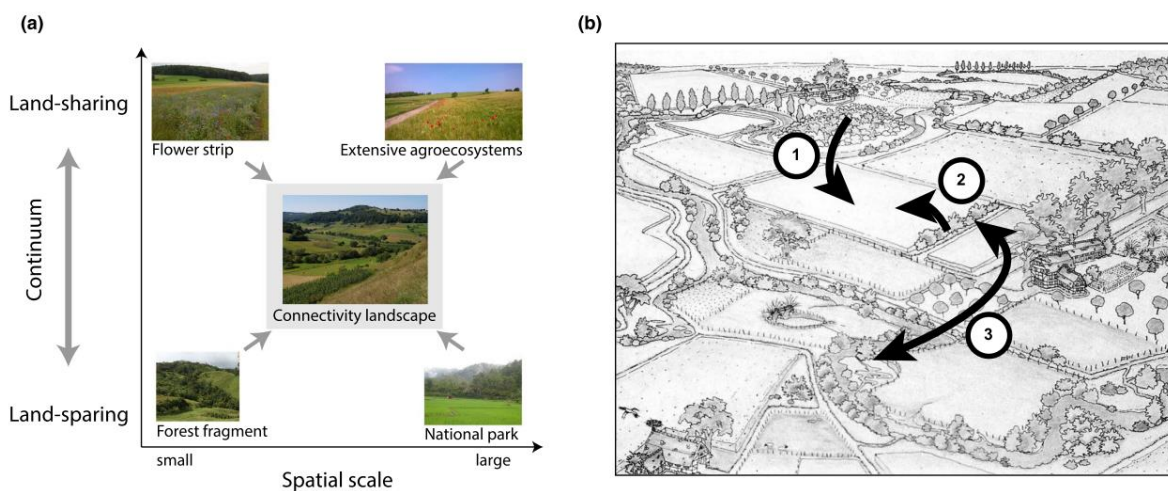 (a)
Land-sharing
Continuum
Land-sparing
Flower strip
Extensive agroecosystems
Connectivity landscape
Forest fragment
National park
small
large
Spatial scale
(b)
1
2
3